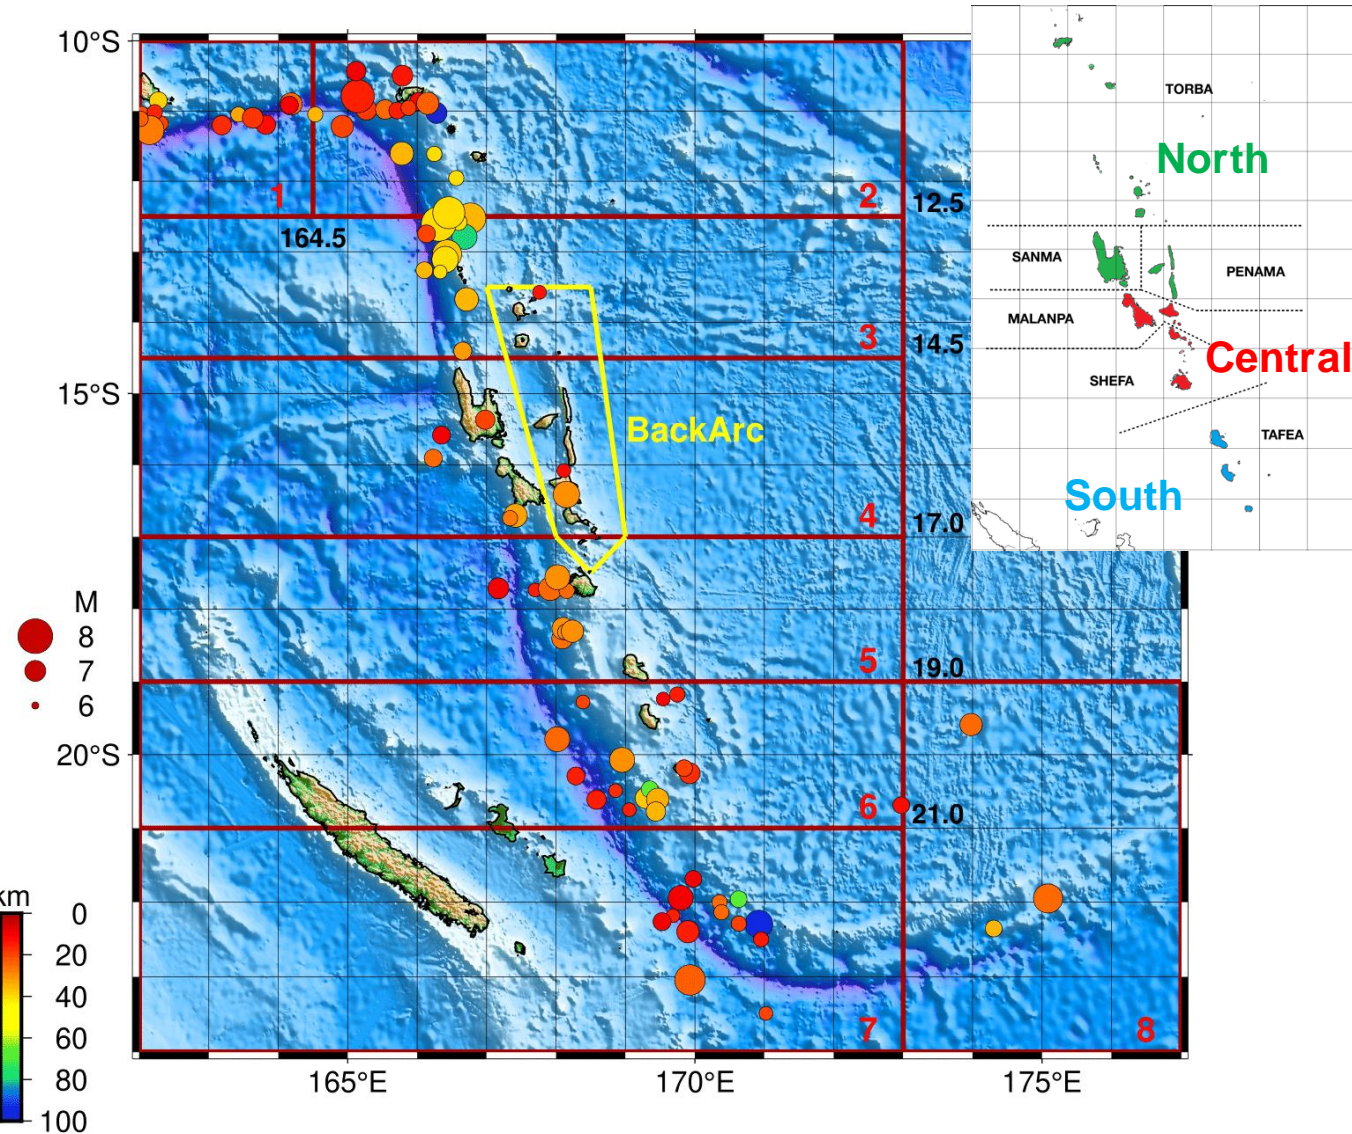 10°S
15°S
20°S
165°E
170°E
175°E
1
2
3
4
5
6
7
8
164.5
12.5
14.5
17.0
19.0
21.0
BackArc
M
8
7
6
km
0
20
40
60
80
100
TORBA
North
SANMA
PENAMA
MALANPA
Central
SHEFA
TAFEA
South